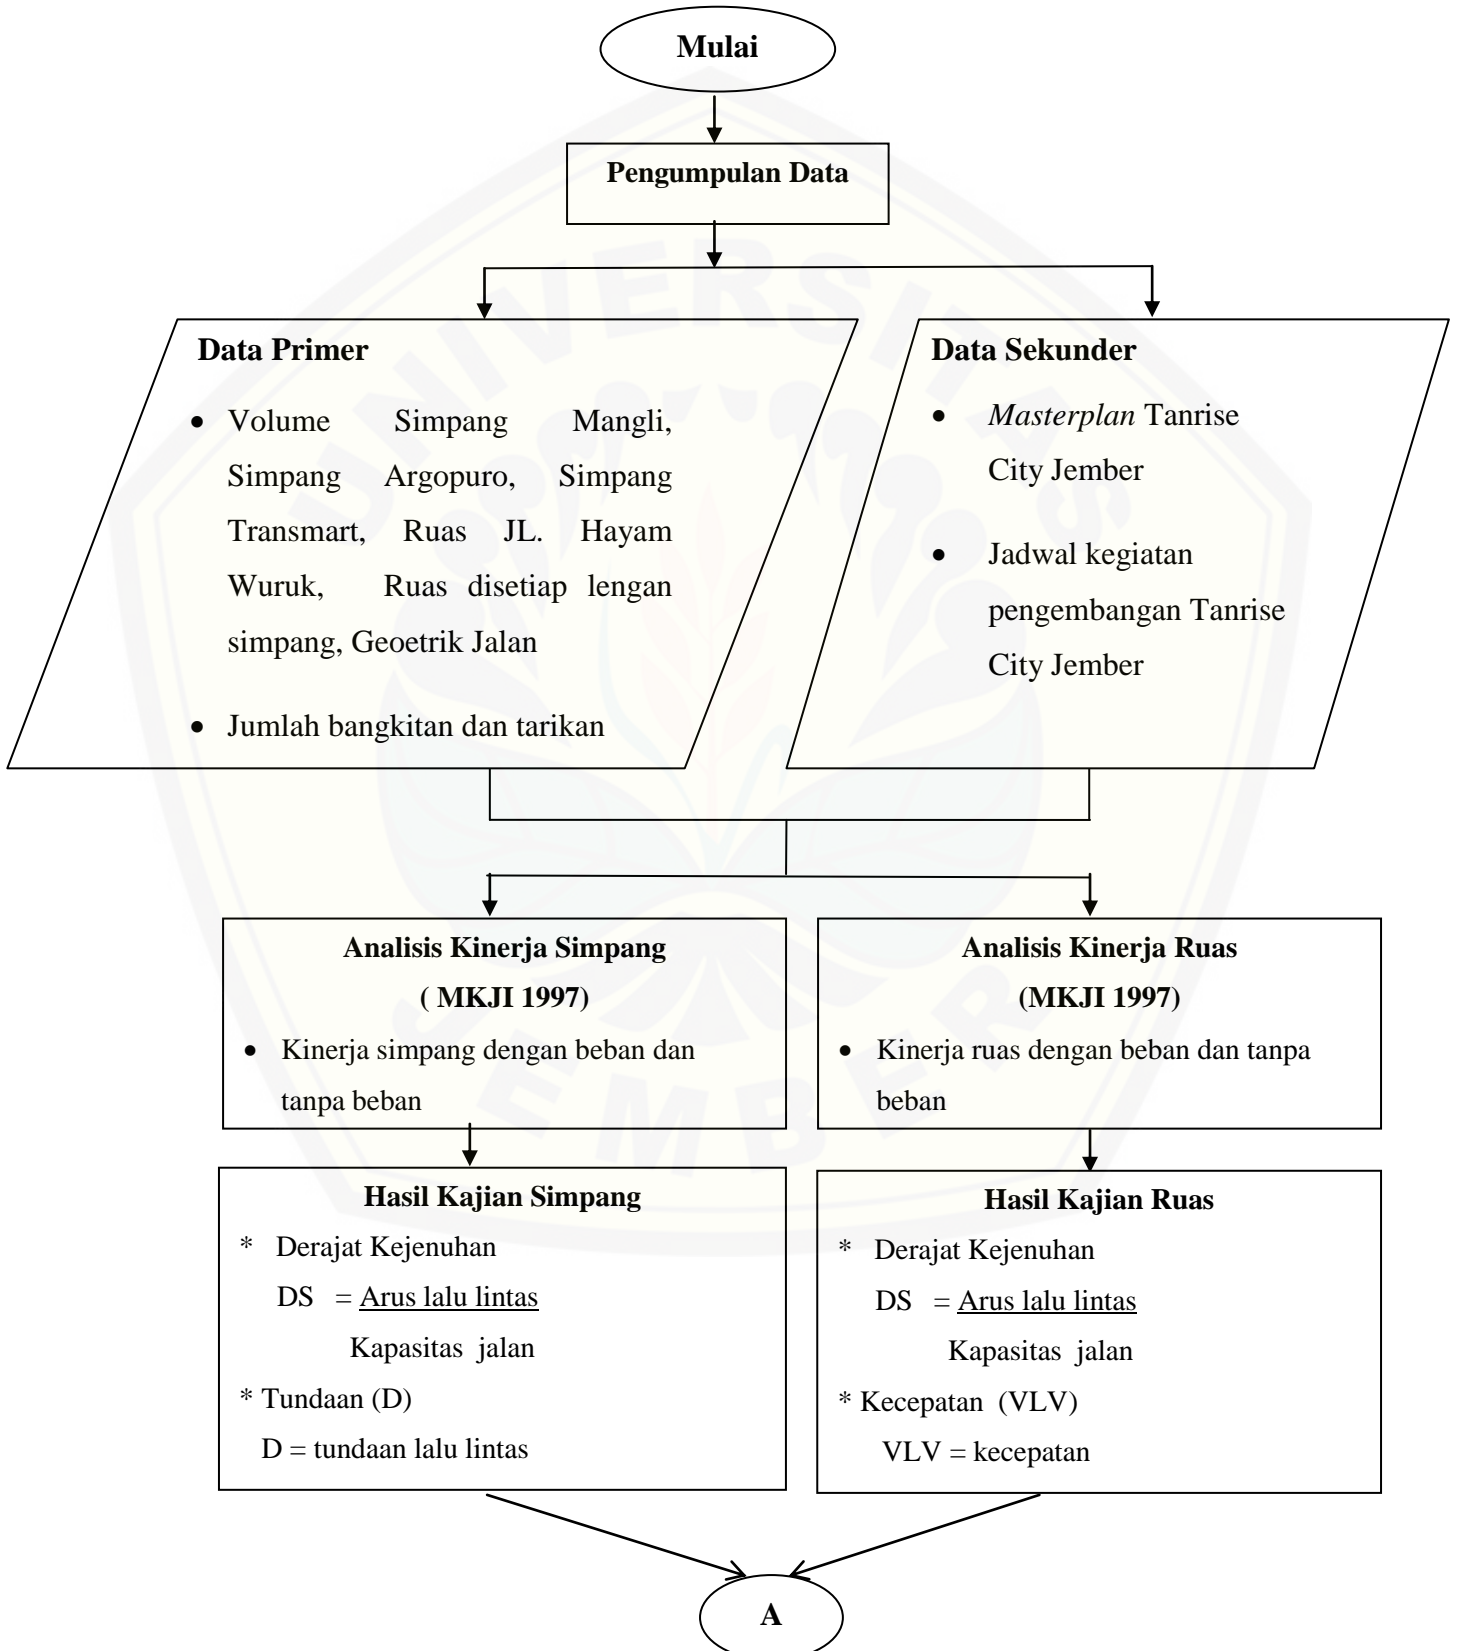 Mulai
Pengumpulan Data
Data Primer
• Volume Simpang Mangli,
Simpang Argopuro, Simpang
Transmart, Ruas JL. Hayam
Wuruk, Ruas disetiap lengan
simpang, Geoetrik Jalan
• Jumlah bangkitan dan tarikan
Data Sekunder
• Masterplan Tanrise
City Jember
• Jadwal kegiatan
pengembangan Tanrise
City Jember
Analisis Kinerja Simpang
( MKJI 1997)
• Kinerja simpang dengan beban dan
tanpa beban
Analisis Kinerja Ruas
(MKJI 1997)
• Kinerja ruas dengan beban dan tanpa
beban
Hasil Kajian Simpang
* Derajat Kejenuhan
DS = Arus lalu lintas
Kapasitas jalan
* Tundaan (D)
D = tundaan lalu lintas
Hasil Kajian Ruas
* Derajat Kejenuhan
DS = Arus lalu lintas
Kapasitas jalan
* Kecepatan (VLV)
VLV = kecepatan
A
UNIVERSITAS
JEMBER